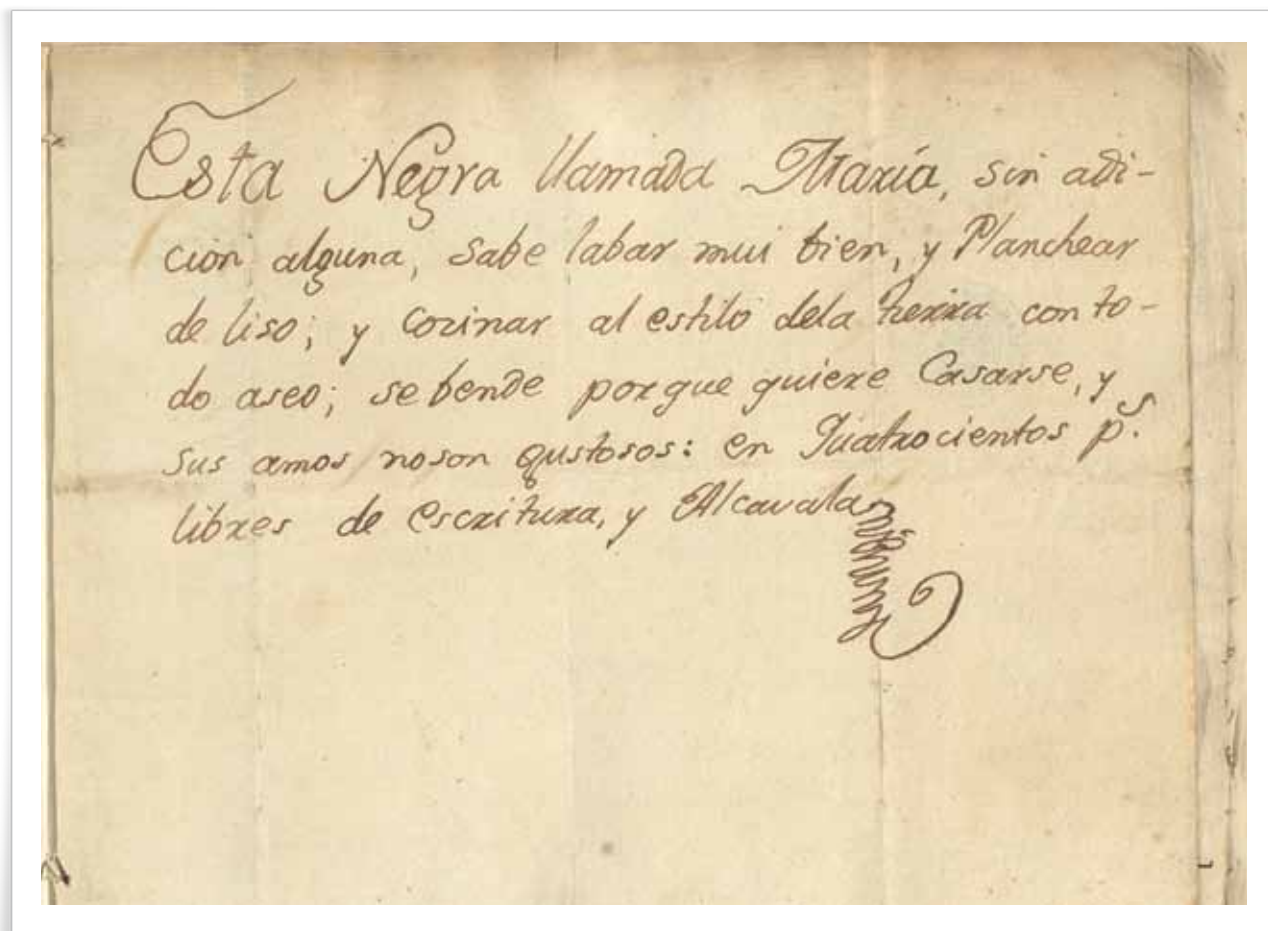 Esta Negra llamada María, sin adi-
cion alguna, sabe labar mui bien, y Planchear
de liso; y cozinar al estilo dela tierra con to-
do aseo; se bende porque quiere Casarse, y
sus amos noson gustosos: en Quatrocientos p.s
libres de escritura, y Alcavala